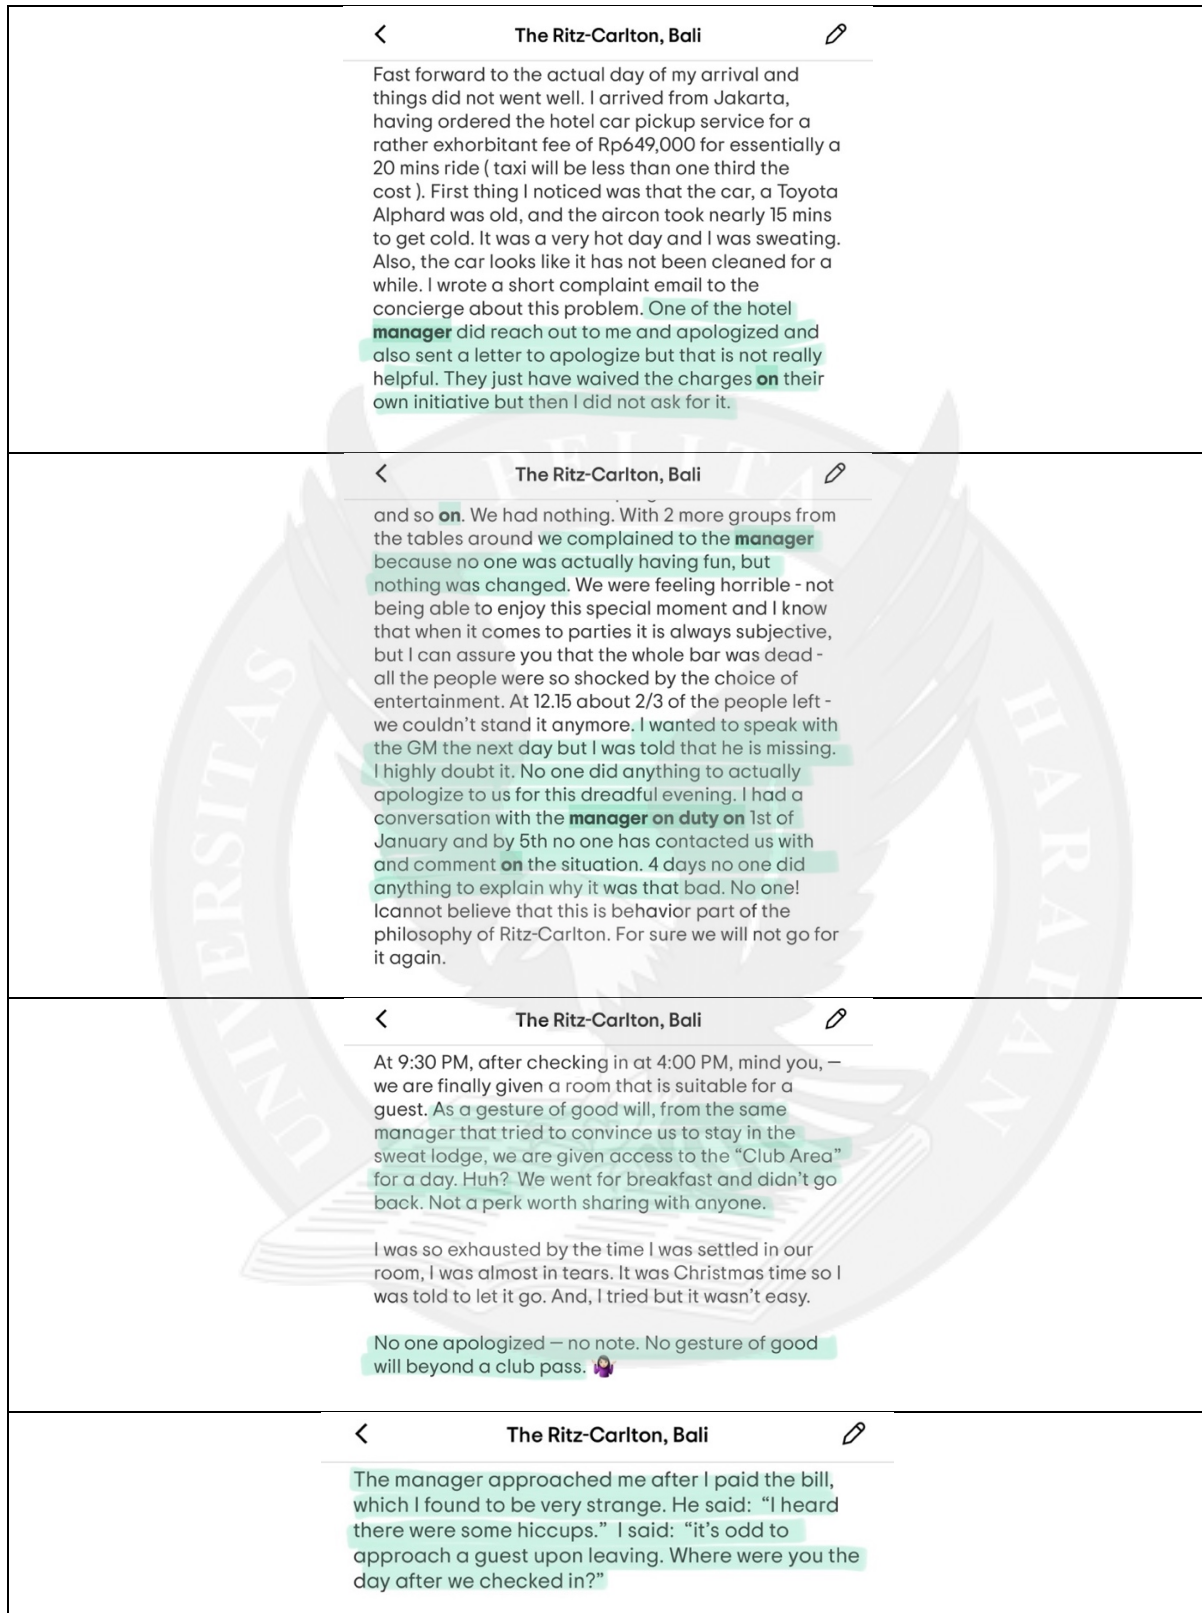 The Ritz-Carlton, Bali
Fast forward to the actual day of my arrival and
things did not went well. I arrived from Jakarta,
having ordered the hotel car pickup service for a
rather exhorbitant fee of Rp649,000 for essentially a
20 mins ride ( taxi will be less than one third the
cost ). First thing I noticed was that the car, a Toyota
Alphard was old, and the aircon took nearly 15 mins
to get cold. It was a very hot day and I was sweating.
Also, the car looks like it has not been cleaned for a
while. I wrote a short complaint email to the
concierge about this problem. One of the hotel
manager did reach out to me and apologized and
also sent a letter to apologize but that is not really
helpful. They just have waived the charges on their
own initiative but then I did not ask for it.
The Ritz-Carlton, Bali
and so on. We had nothing. With 2 more groups from
the tables around we complained to the manager
because no one was actually having fun, but
nothing was changed. We were feeling horrible - not
being able to enjoy this special moment and I know
that when it comes to parties it is always subjective,
but I can assure you that the whole bar was dead -
all the people were so shocked by the choice of
entertainment. At 12.15 about 2/3 of the people left -
we couldn't stand it anymore. I wanted to speak with
the GM the next day but I was told that he is missing.
I highly doubt it. No one did anything to actually
apologize to us for this dreadful evening. I had a
conversation with the manager on duty on 1st of
January and by 5th no one has contacted us with
and comment on the situation. 4 days no one did
anything to explain why it was that bad. No one!
Icannot believe that this is behavior part of the
philosophy of Ritz-Carlton. For sure we will not go for
it again.
The Ritz-Carlton, Bali
At 9:30 PM, after checking in at 4:00 PM, mind you, —
we are finally given a room that is suitable for a
guest. As a gesture of good will, from the same
manager that tried to convince us to stay in the
sweat lodge, we are given access to the “Club Area”
for a day. Huh? We went for breakfast and didn't go
back. Not a perk worth sharing with anyone.
I was so exhausted by the time I was settled in our
room, I was almost in tears. It was Christmas time so I
was told to let it go. And, I tried but it wasn't easy.
No one apologized — no note. No gesture of good
will beyond a club pass. 🤷🏻‍♀️
The Ritz-Carlton, Bali
The manager approached me after I paid the bill,
which I found to be very strange. He said: “I heard
there were some hiccups.” I said: “it's odd to
approach a guest upon leaving. Where were you the
day after we checked in?”
UNIVERSITAS PELITA HARAPAN